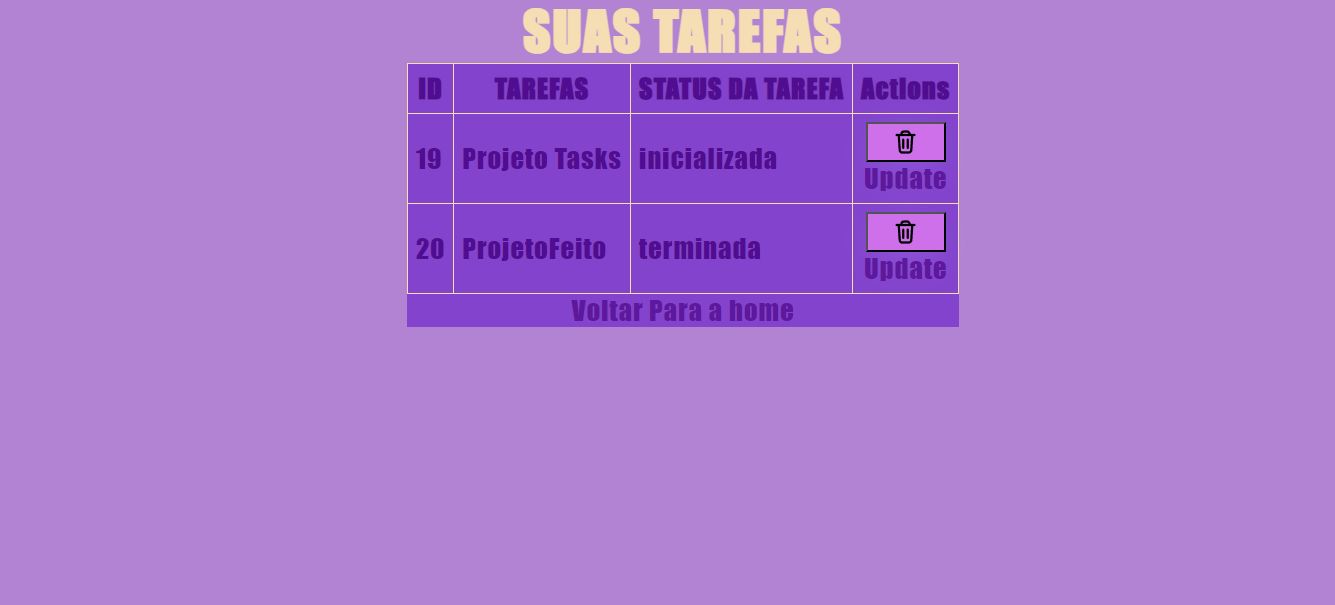 SUAS TAREFAS
ID TAREFAS STATUS DA TAREFA Actions
19 Projeto Tasks inicializada
Update
20 ProjetoFeito terminada
Update
Voltar Para a home